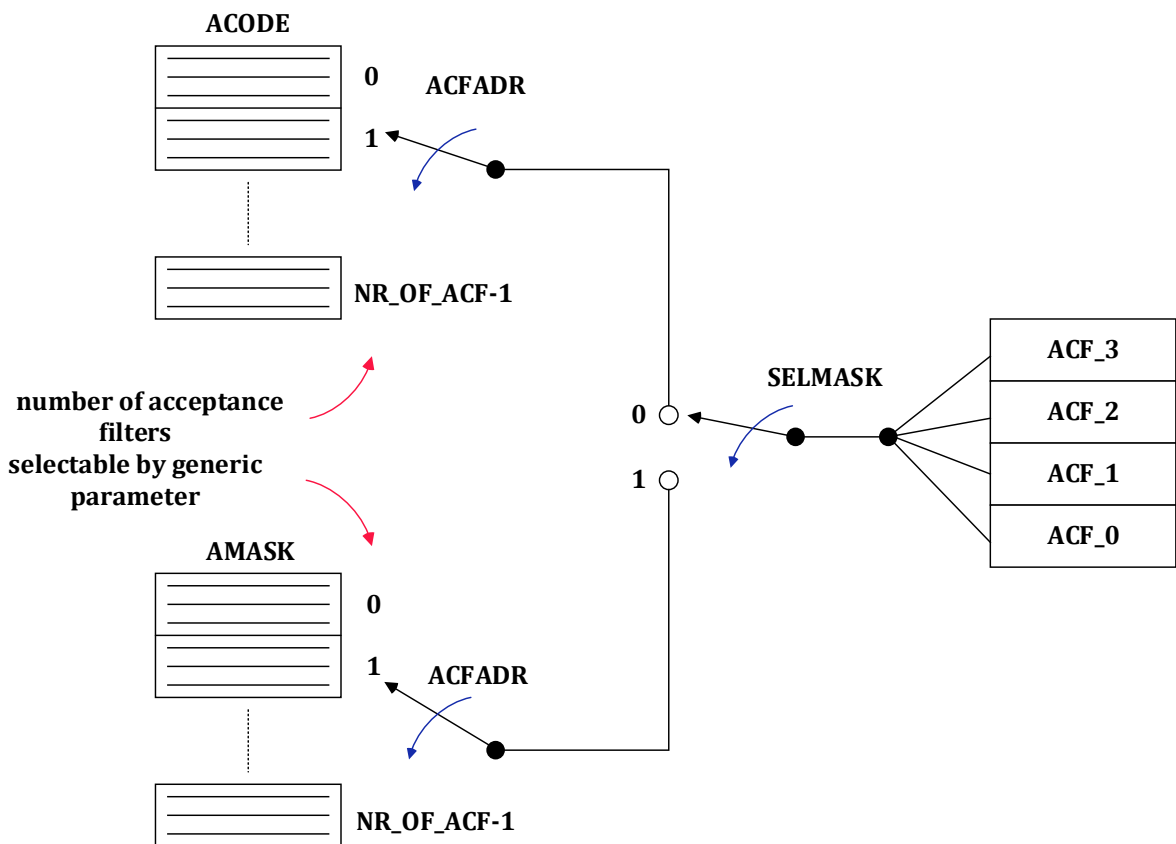 ACODE
0
ACFADR
1
NR_OF_ACF-1
number of acceptance
filters
selectable by generic
parameter
SELMASK
0
1
ACF_3
ACF_2
ACF_1
ACF_0
AMASK
0
1
ACFADR
NR_OF_ACF-1